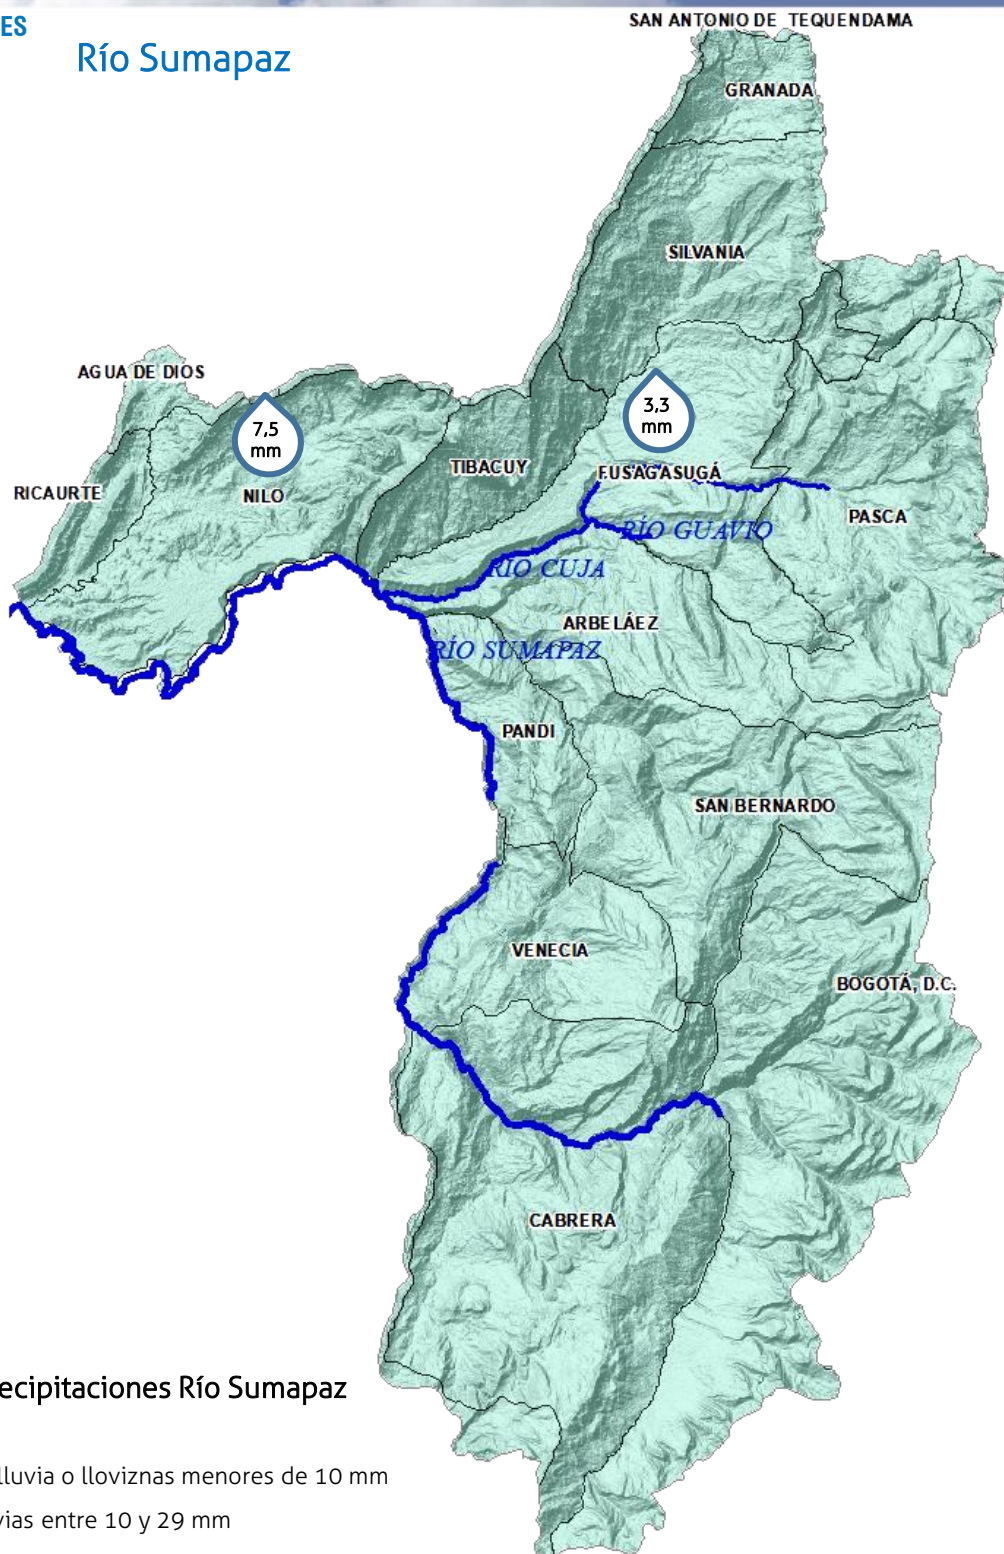 ES
Río Sumapaz
SAN ANTONIO DE TEQUENDAMA
GRANADA
SILVANIA
AGUA DE DIOS
7,5
mm
3,3
mm
TIBACUY
FUSAGASUGÁ
RICAURTE
NILO
PASCA
RÍO GUAVIO
RÍO CUJA
ARBELÁEZ
RÍO SUMAPAZ
PANDI
SAN BERNARDO
VENECIA
BOGOTÁ, D.C.
CABRERA
ecipitaciones Río Sumapaz
lluvia o lloviznas menores de 10 mm
vias entre 10 y 29 mm